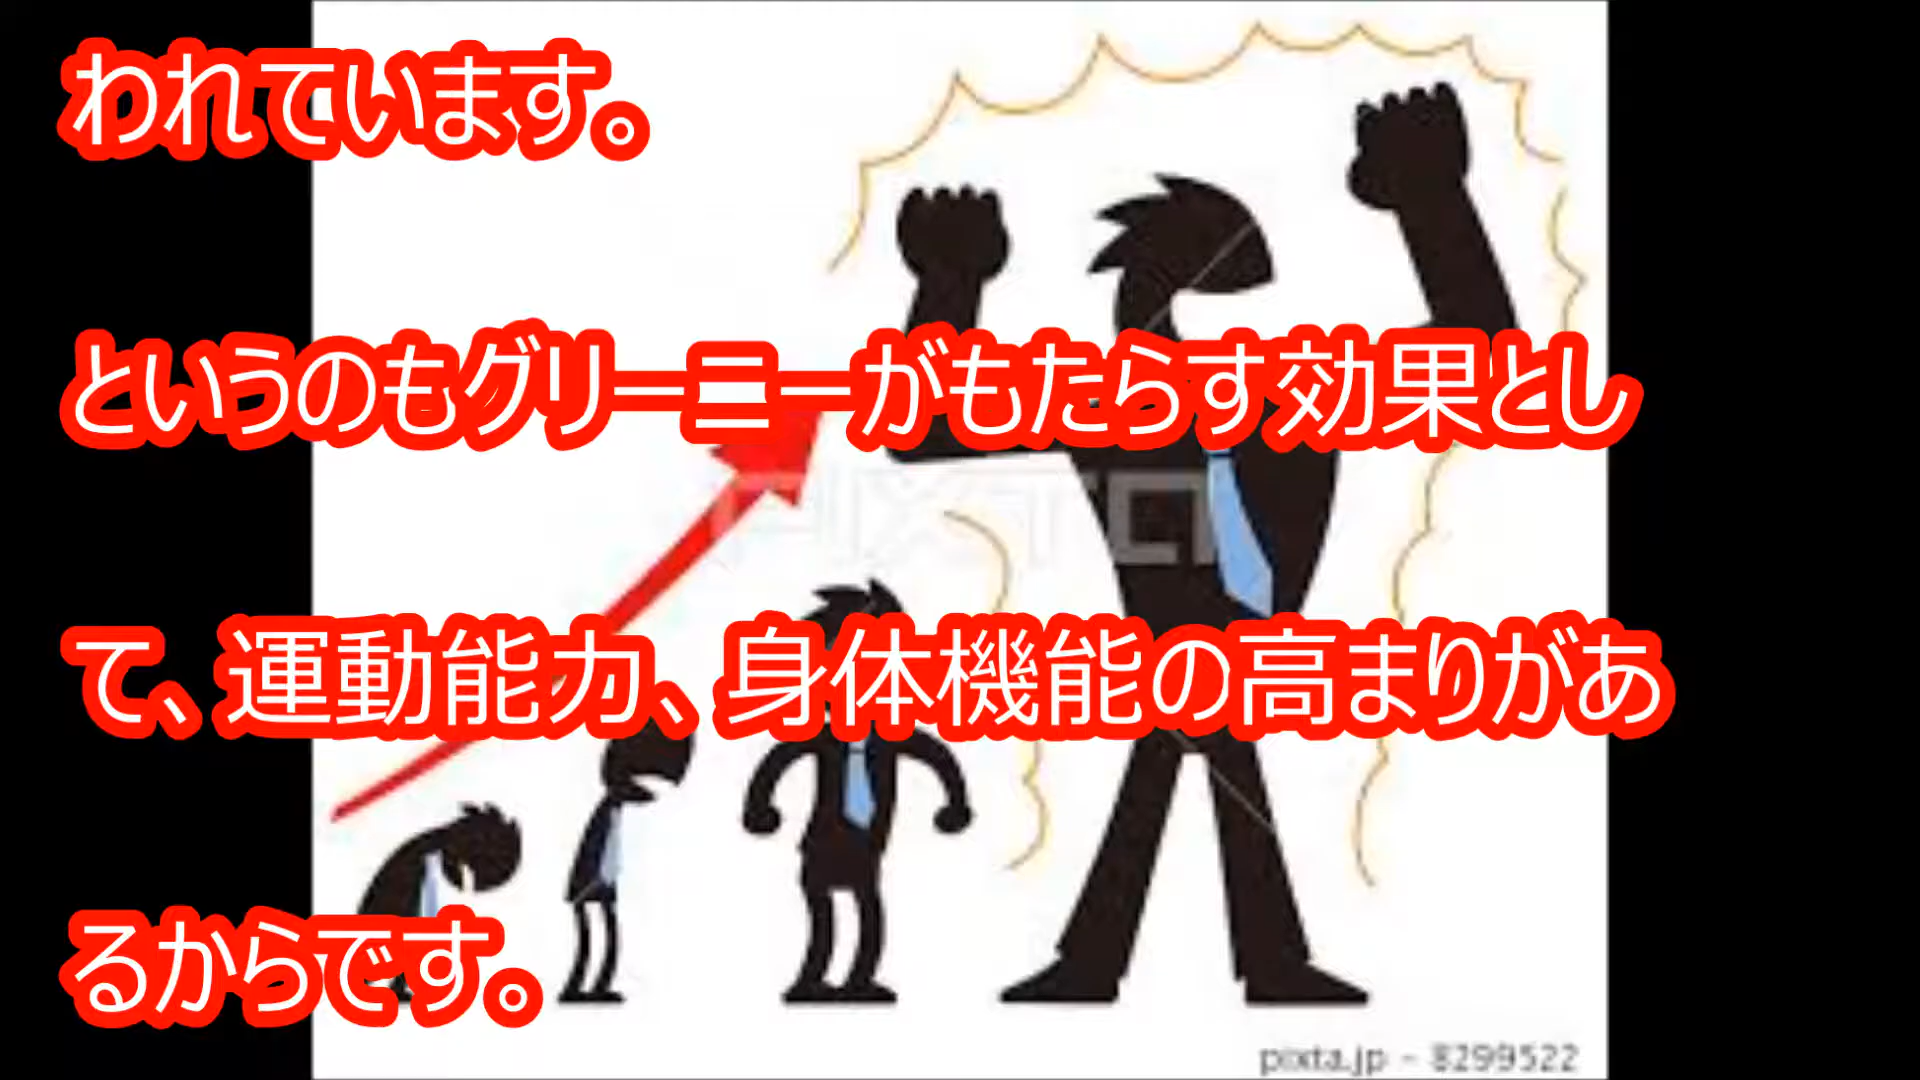 われています。
というのもグリーニーがもたらす効果とし
て、運動能力、身体機能の高まりがあ
るからです。
PIXTA
pixta.jp - 8299522